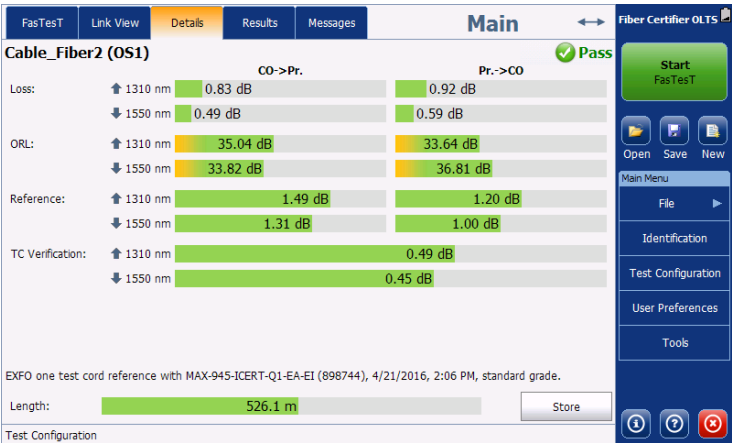 FasTesT Link View Details Results Messages Main Fiber Certifier OLTS
Cable_Fiber2 (OS1) Pass
CO->Pr. Pr.->CO
Loss: 1310 nm 0.83 dB 0.92 dB
1550 nm 0.49 dB 0.59 dB
ORL: 1310 nm 35.04 dB 33.64 dB
1550 nm 33.82 dB 36.81 dB
Reference: 1310 nm 1.49 dB 1.20 dB
1550 nm 1.31 dB 1.00 dB
TC Verification: 1310 nm 0.49 dB
1550 nm 0.45 dB
EXFO one test cord reference with MAX-945-ICERT-Q1-EA-EI (898744), 4/21/2016, 2:06 PM, standard grade.
Length: 526.1 m Store
Test Configuration
Start
FasTesT
Open Save New
Main Menu
File
Identification
Test Configuration
User Preferences
Tools